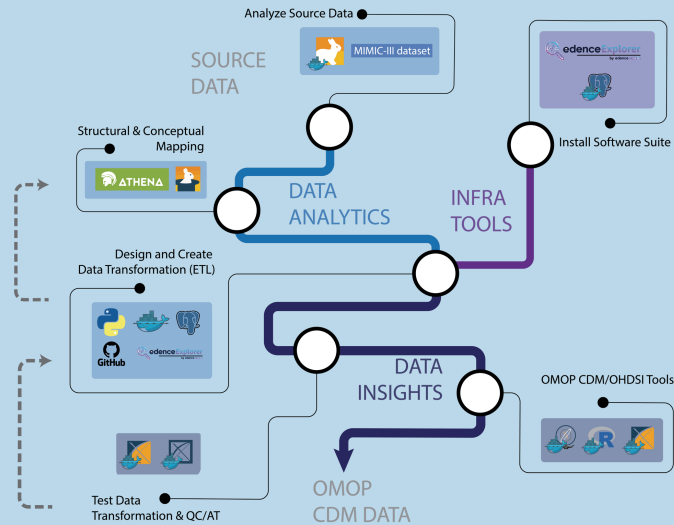 Analyze Source Data
SOURCE
DATA
MIMIC-III dataset
edenceExplorer
Install Software Suite
Structural & Conceptual
Mapping
ATHENA
DATA
ANALYTICS
INFRA
TOOLS
Design and Create
Data Transformation (ETL)
GitHub
edenceExplorer
DATA
INSIGHTS
OMOP CDM/OHDSI Tools
R
Test Data
Transformation & QC/AT
OMOP
CDM DATA